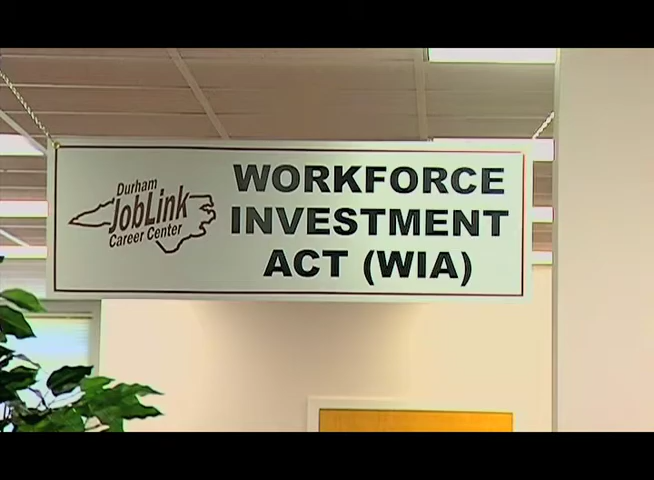 Durham
JobLink
Career Center
WORKFORCE
INVESTMENT
ACT (WIA)